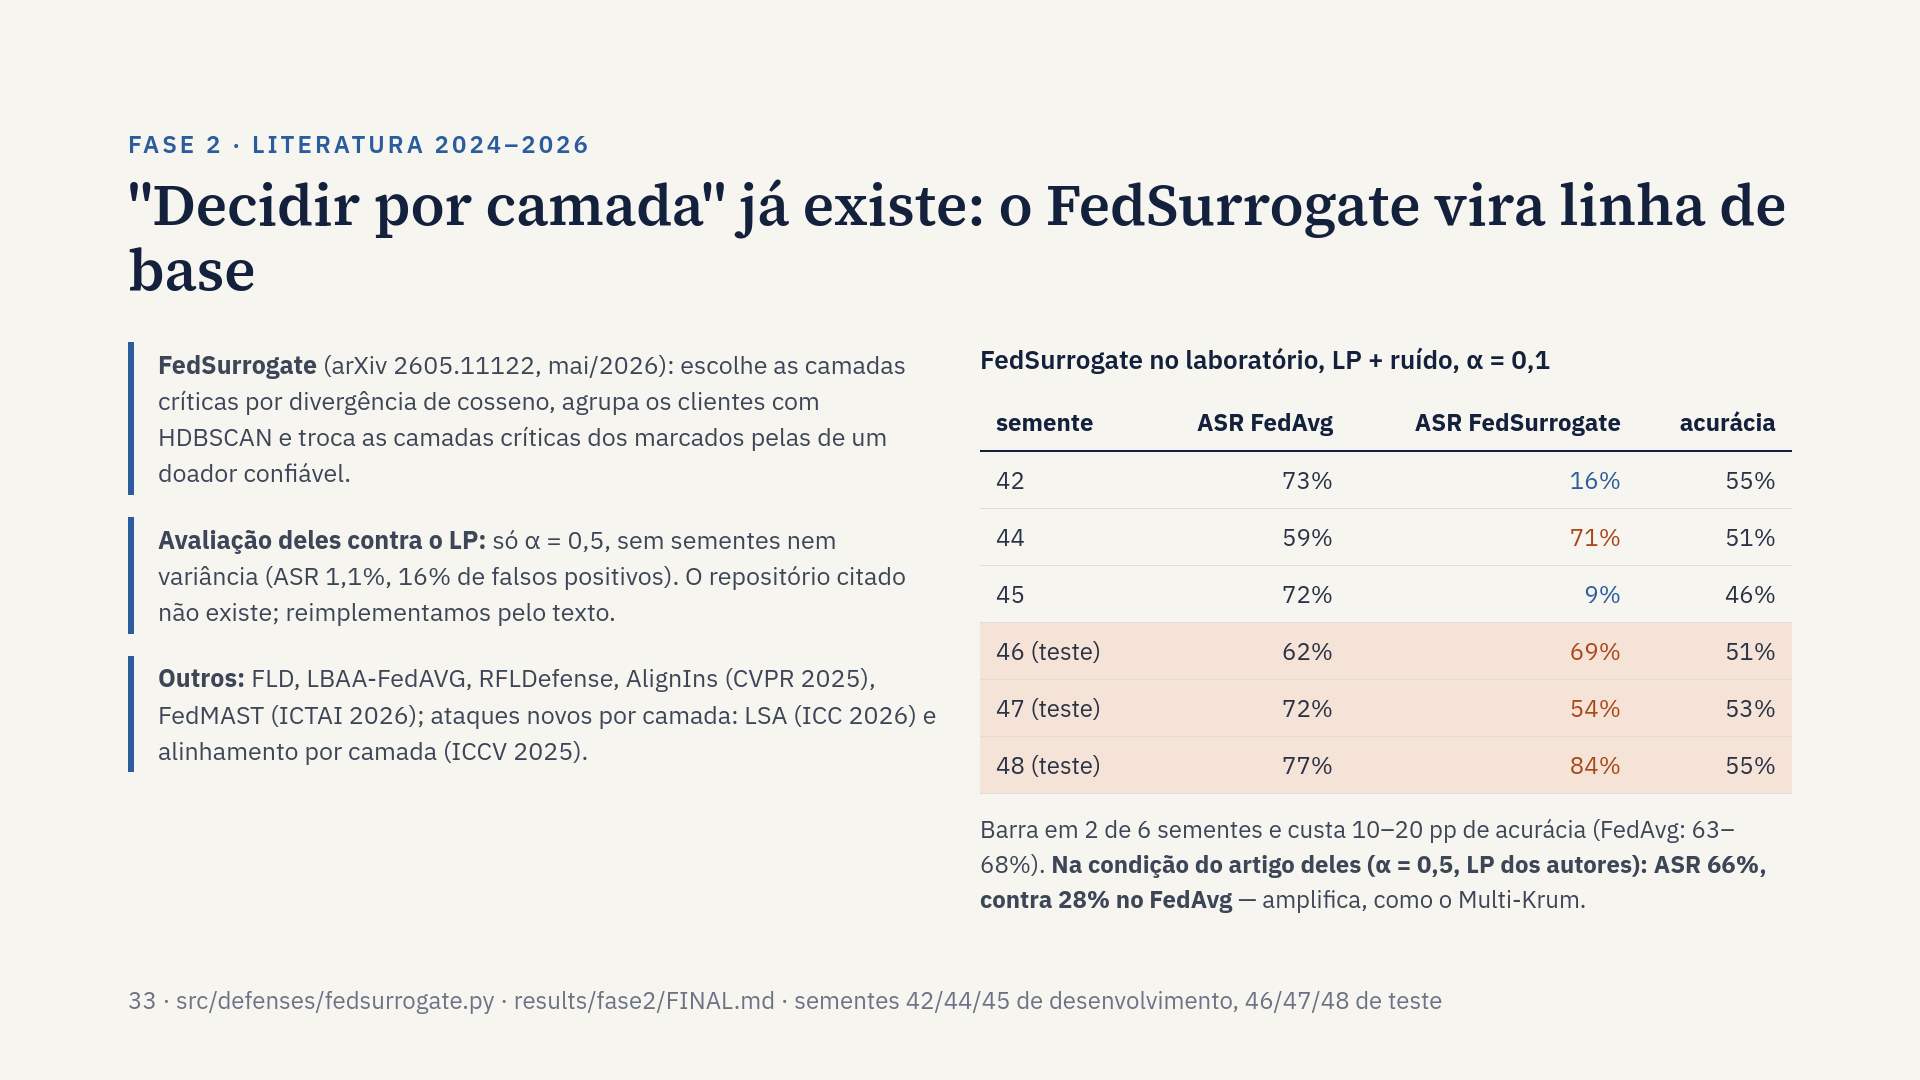 FASE 2 · LITERATURA 2024–2026
"Decidir por camada" já existe: o FedSurrogate vira linha de
base
FedSurrogate (arXiv 2605.11122, mai/2026): escolhe as camadas
críticas por divergência de cosseno, agrupa os clientes com
HDBSCAN e troca as camadas críticas dos marcados pelas de um
doador confiável.
Avaliação deles contra o LP: só α = 0,5, sem sementes nem
variância (ASR 1,1%, 16% de falsos positivos). O repositório citado
não existe; reimplementamos pelo texto.
Outros: FLD, LBAA-FedAVG, RFLDefense, AlignIns (CVPR 2025),
FedMAST (ICTAI 2026); ataques novos por camada: LSA (ICC 2026) e
alinhamento por camada (ICCV 2025).
FedSurrogate no laboratório, LP + ruído, α = 0,1
semente ASR FedAvg ASR FedSurrogate acurácia
42 73% 16% 55%
44 59% 71% 51%
45 72% 9% 46%
46 (teste) 62% 69% 51%
47 (teste) 72% 54% 53%
48 (teste) 77% 84% 55%
Barra em 2 de 6 sementes e custa 10–20 pp de acurácia (FedAvg: 63–
68%). Na condição do artigo deles (α = 0,5, LP dos autores): ASR 66%,
contra 28% no FedAvg — amplifica, como o Multi-Krum.
33 · src/defenses/fedsurrogate.py · results/fase2/FINAL.md · sementes 42/44/45 de desenvolvimento, 46/47/48 de teste